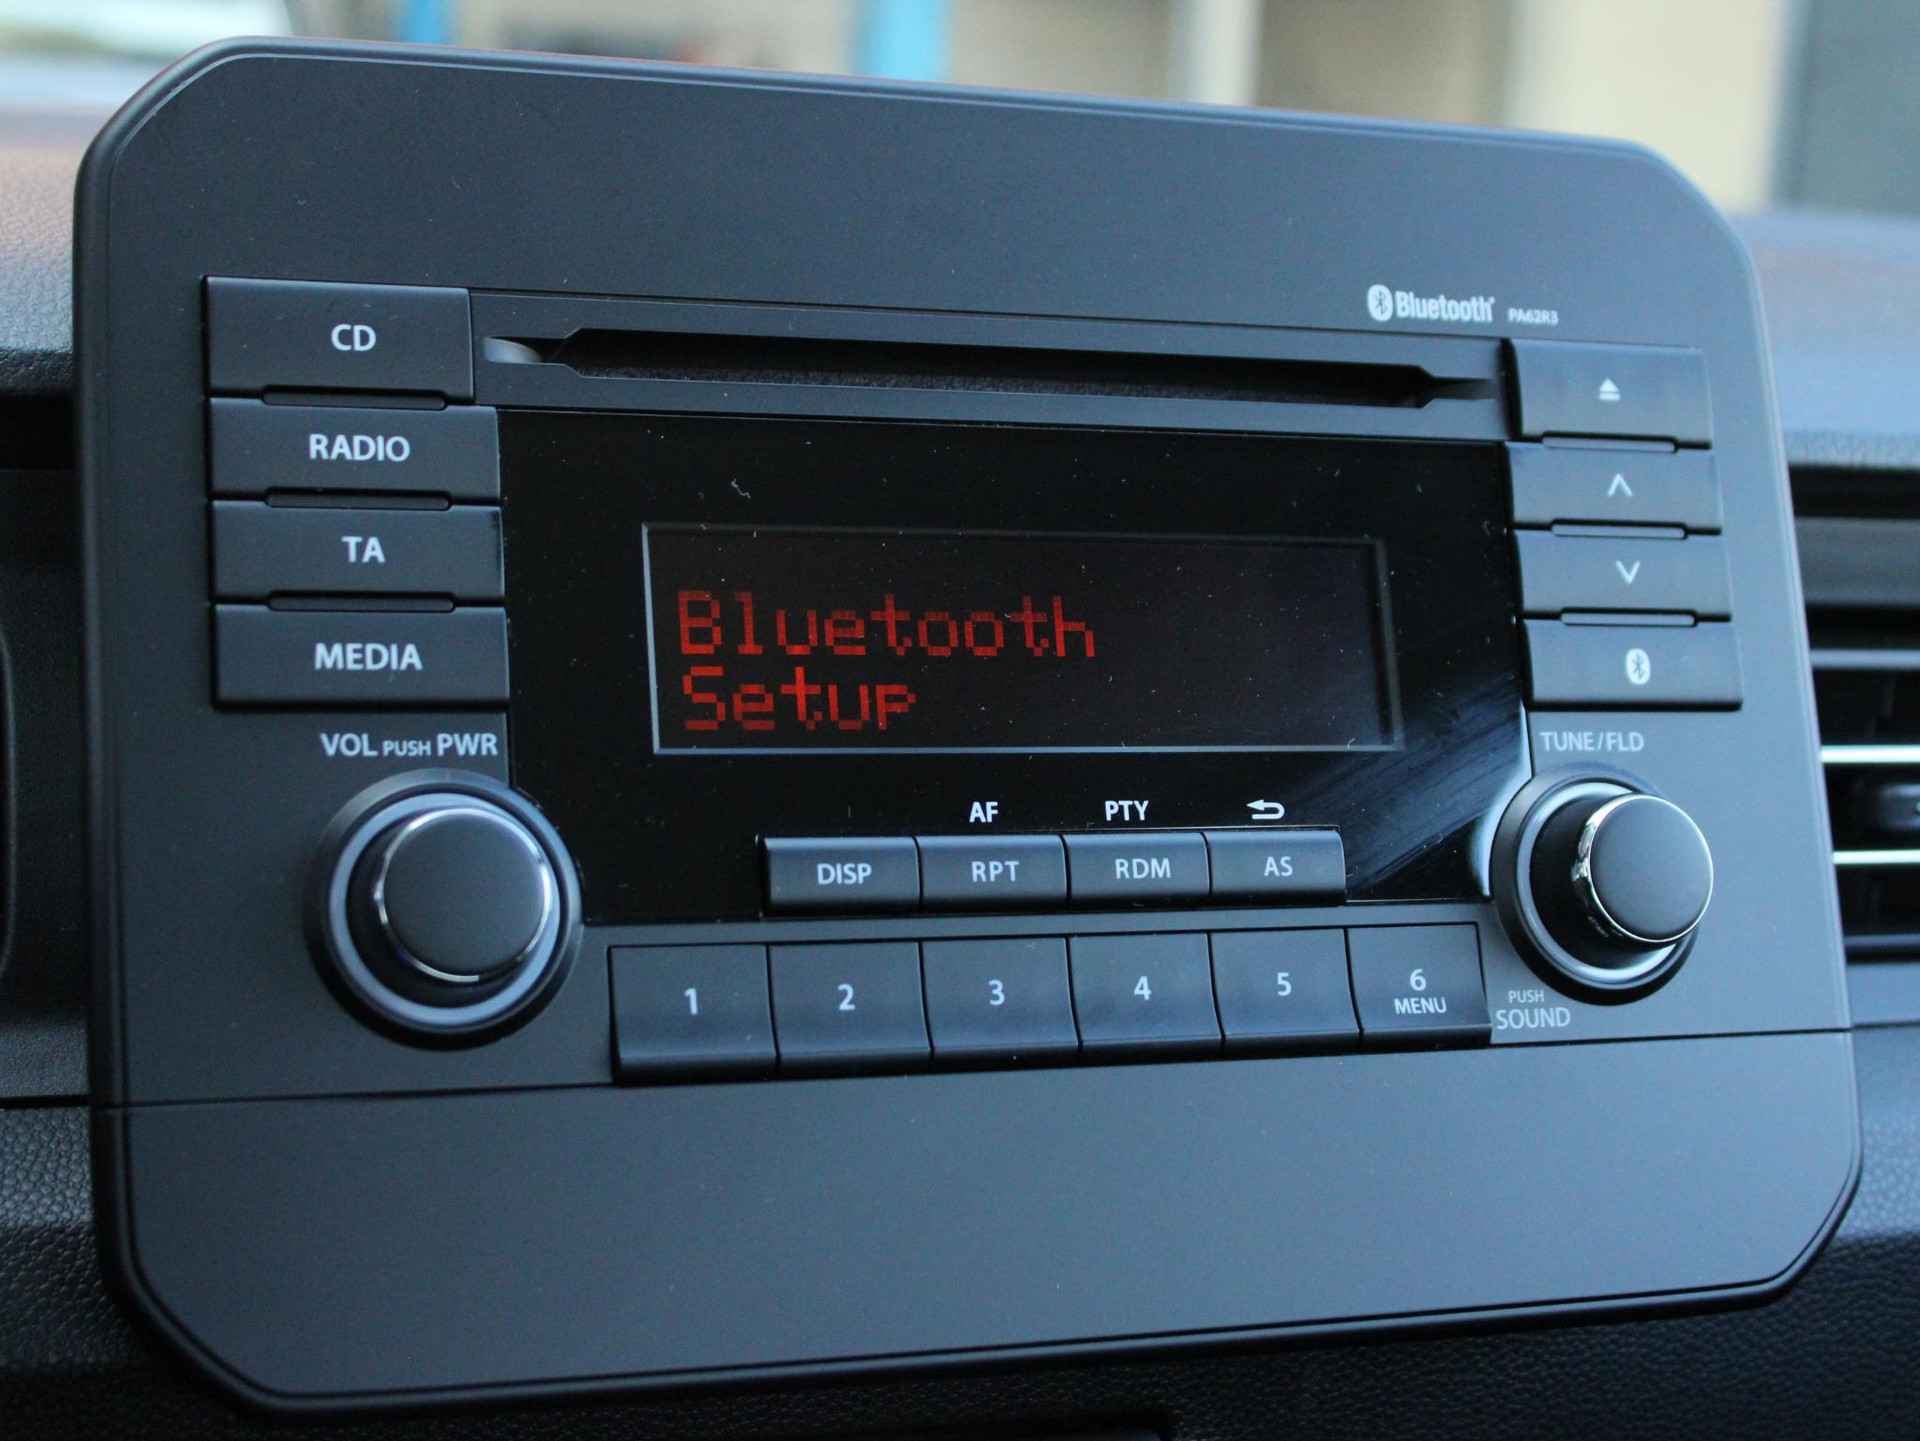 Bluetooth® PA62R3
CD
RADIO
TA
MEDIA
Bluetooth
Setup
VOL PUSH PWR
TUNE/FLD
AF PTY
DISP RPT RDM AS
1 2 3 4 5 6
MENU
PUSH
SOUND